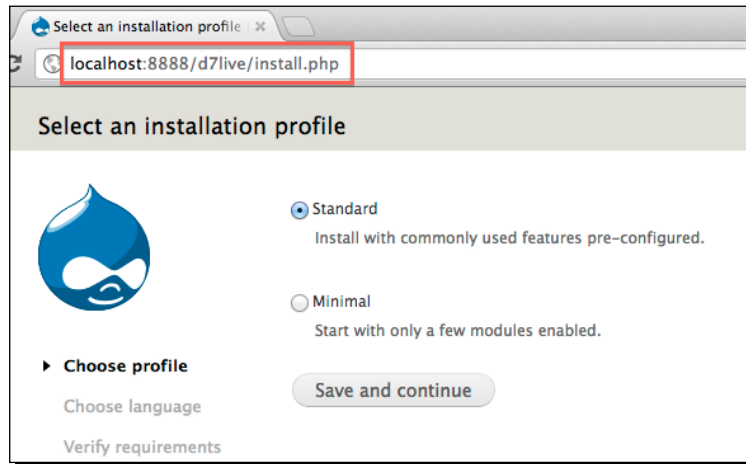 Select an installation profile
localhost:8888/d7live/install.php
Select an installation profile
Standard
Install with commonly used features pre-configured.
Minimal
Start with only a few modules enabled.
Save and continue
Choose profile
Choose language
Verify requirements